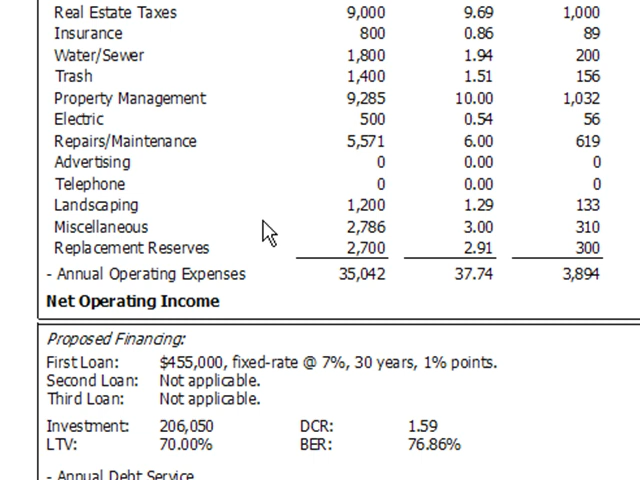 Real Estate Taxes 9,000 9.69 1,000
Insurance 800 0.86 89
Water/Sewer 1,800 1.94 200
Trash 1,400 1.51 156
Property Management 9,285 10.00 1,032
Electric 500 0.54 56
Repairs/Maintenance 5,571 6.00 619
Advertising 0 0.00 0
Telephone 0 0.00 0
Landscaping 1,200 1.29 133
Miscellaneous 2,786 3.00 310
Replacement Reserves 2,700 2.91 300
- Annual Operating Expenses 35,042 37.74 3,894
Net Operating Income
Proposed Financing:
First Loan: $455,000, fixed-rate @ 7%, 30 years, 1% points.
Second Loan: Not applicable.
Third Loan: Not applicable.
Investment: 206,050 DCR: 1.59
LTV: 70.00% BER: 76.86%
- Annual Debt Service